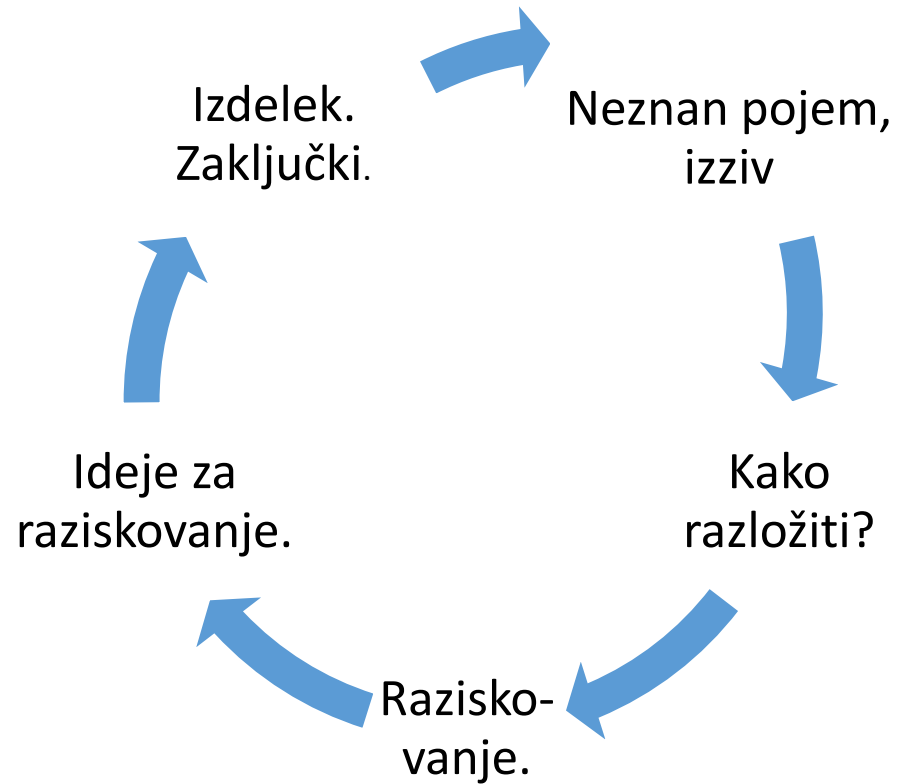 Izdelek.
Zaključki.
Neznan pojem,
izziv
Kako
razložiti?
Razisko-
vanje.
Ideje za
raziskovanje.